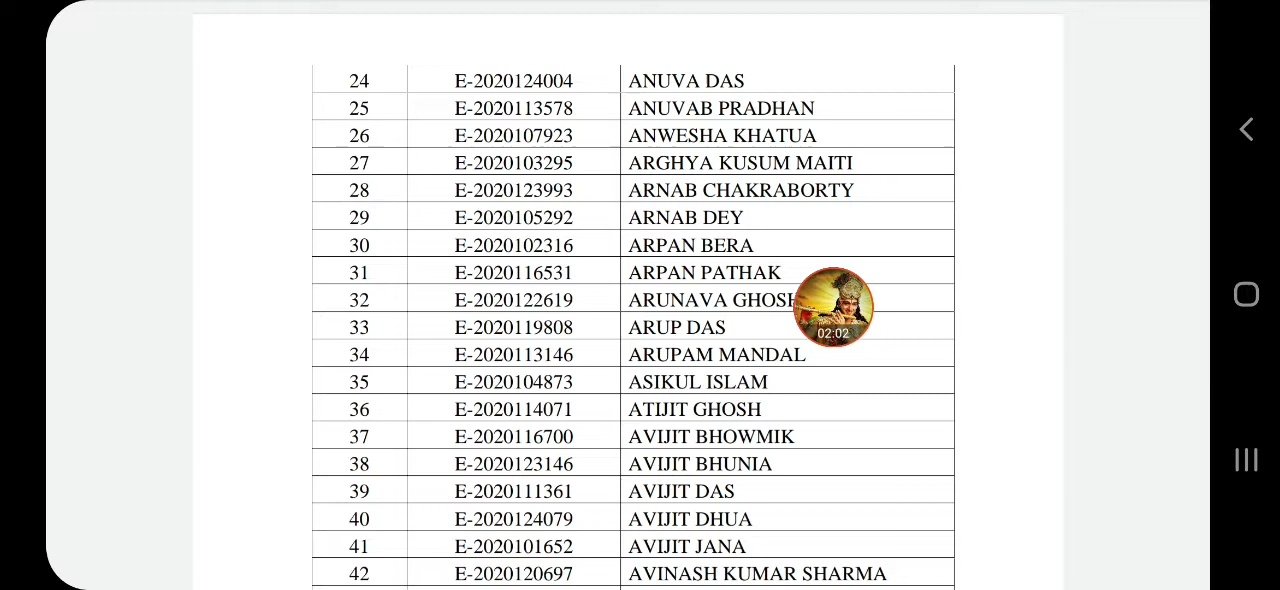 24 E-2020124004 ANUVA DAS
25 E-2020113578 ANUVAB PRADHAN
26 E-2020107923 ANWESHA KHATUA
27 E-2020103295 ARGHYA KUSUM MAITI
28 E-2020123993 ARNAB CHAKRABORTY
29 E-2020105292 ARNAB DEY
30 E-2020102316 ARPAN BERA
31 E-2020116531 ARPAN PATHAK
32 E-2020122619 ARUNAVA GHOSH
33 E-2020119808 ARUP DAS
02:02
34 E-2020113146 ARUPAM MANDAL
35 E-2020104873 ASIKUL ISLAM
36 E-2020114071 ATIJIT GHOSH
37 E-2020116700 AVIJIT BHOWMIK
38 E-2020123146 AVIJIT BHUNIA
39 E-2020111361 AVIJIT DAS
40 E-2020124079 AVIJIT DHUA
41 E-2020101652 AVIJIT JANA
42 E-2020120697 AVINASH KUMAR SHARMA